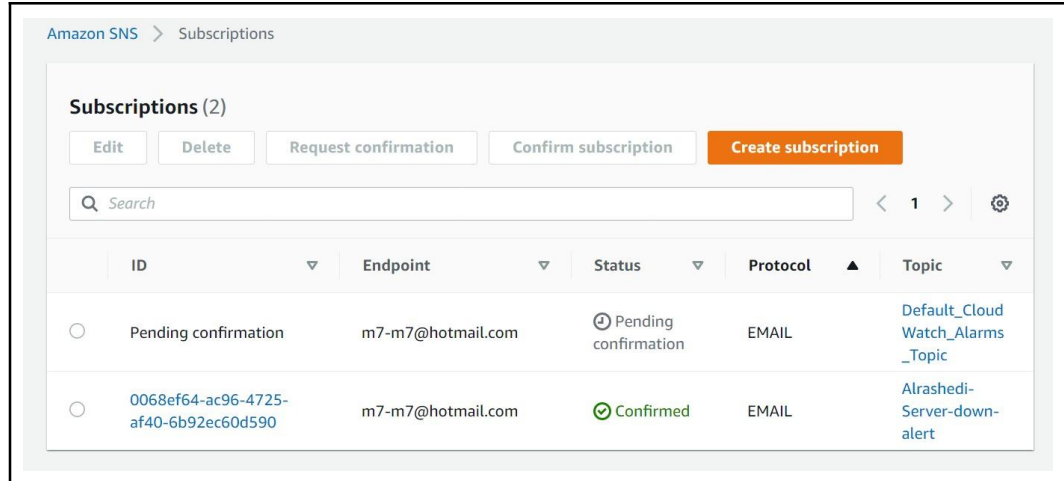 Amazon SNS > Subscriptions
Subscriptions (2)
Edit Delete Request confirmation Confirm subscription Create subscription
Search < 1 >
ID Endpoint Status Protocol Topic
Pending confirmation m7-m7@hotmail.com Pending confirmation EMAIL Default_Cloud
Watch_Alarms
_Topic
0068ef64-ac96-4725-
af40-6b92ec60d590 m7-m7@hotmail.com Confirmed EMAIL Alrashedi-
Server-down-
alert